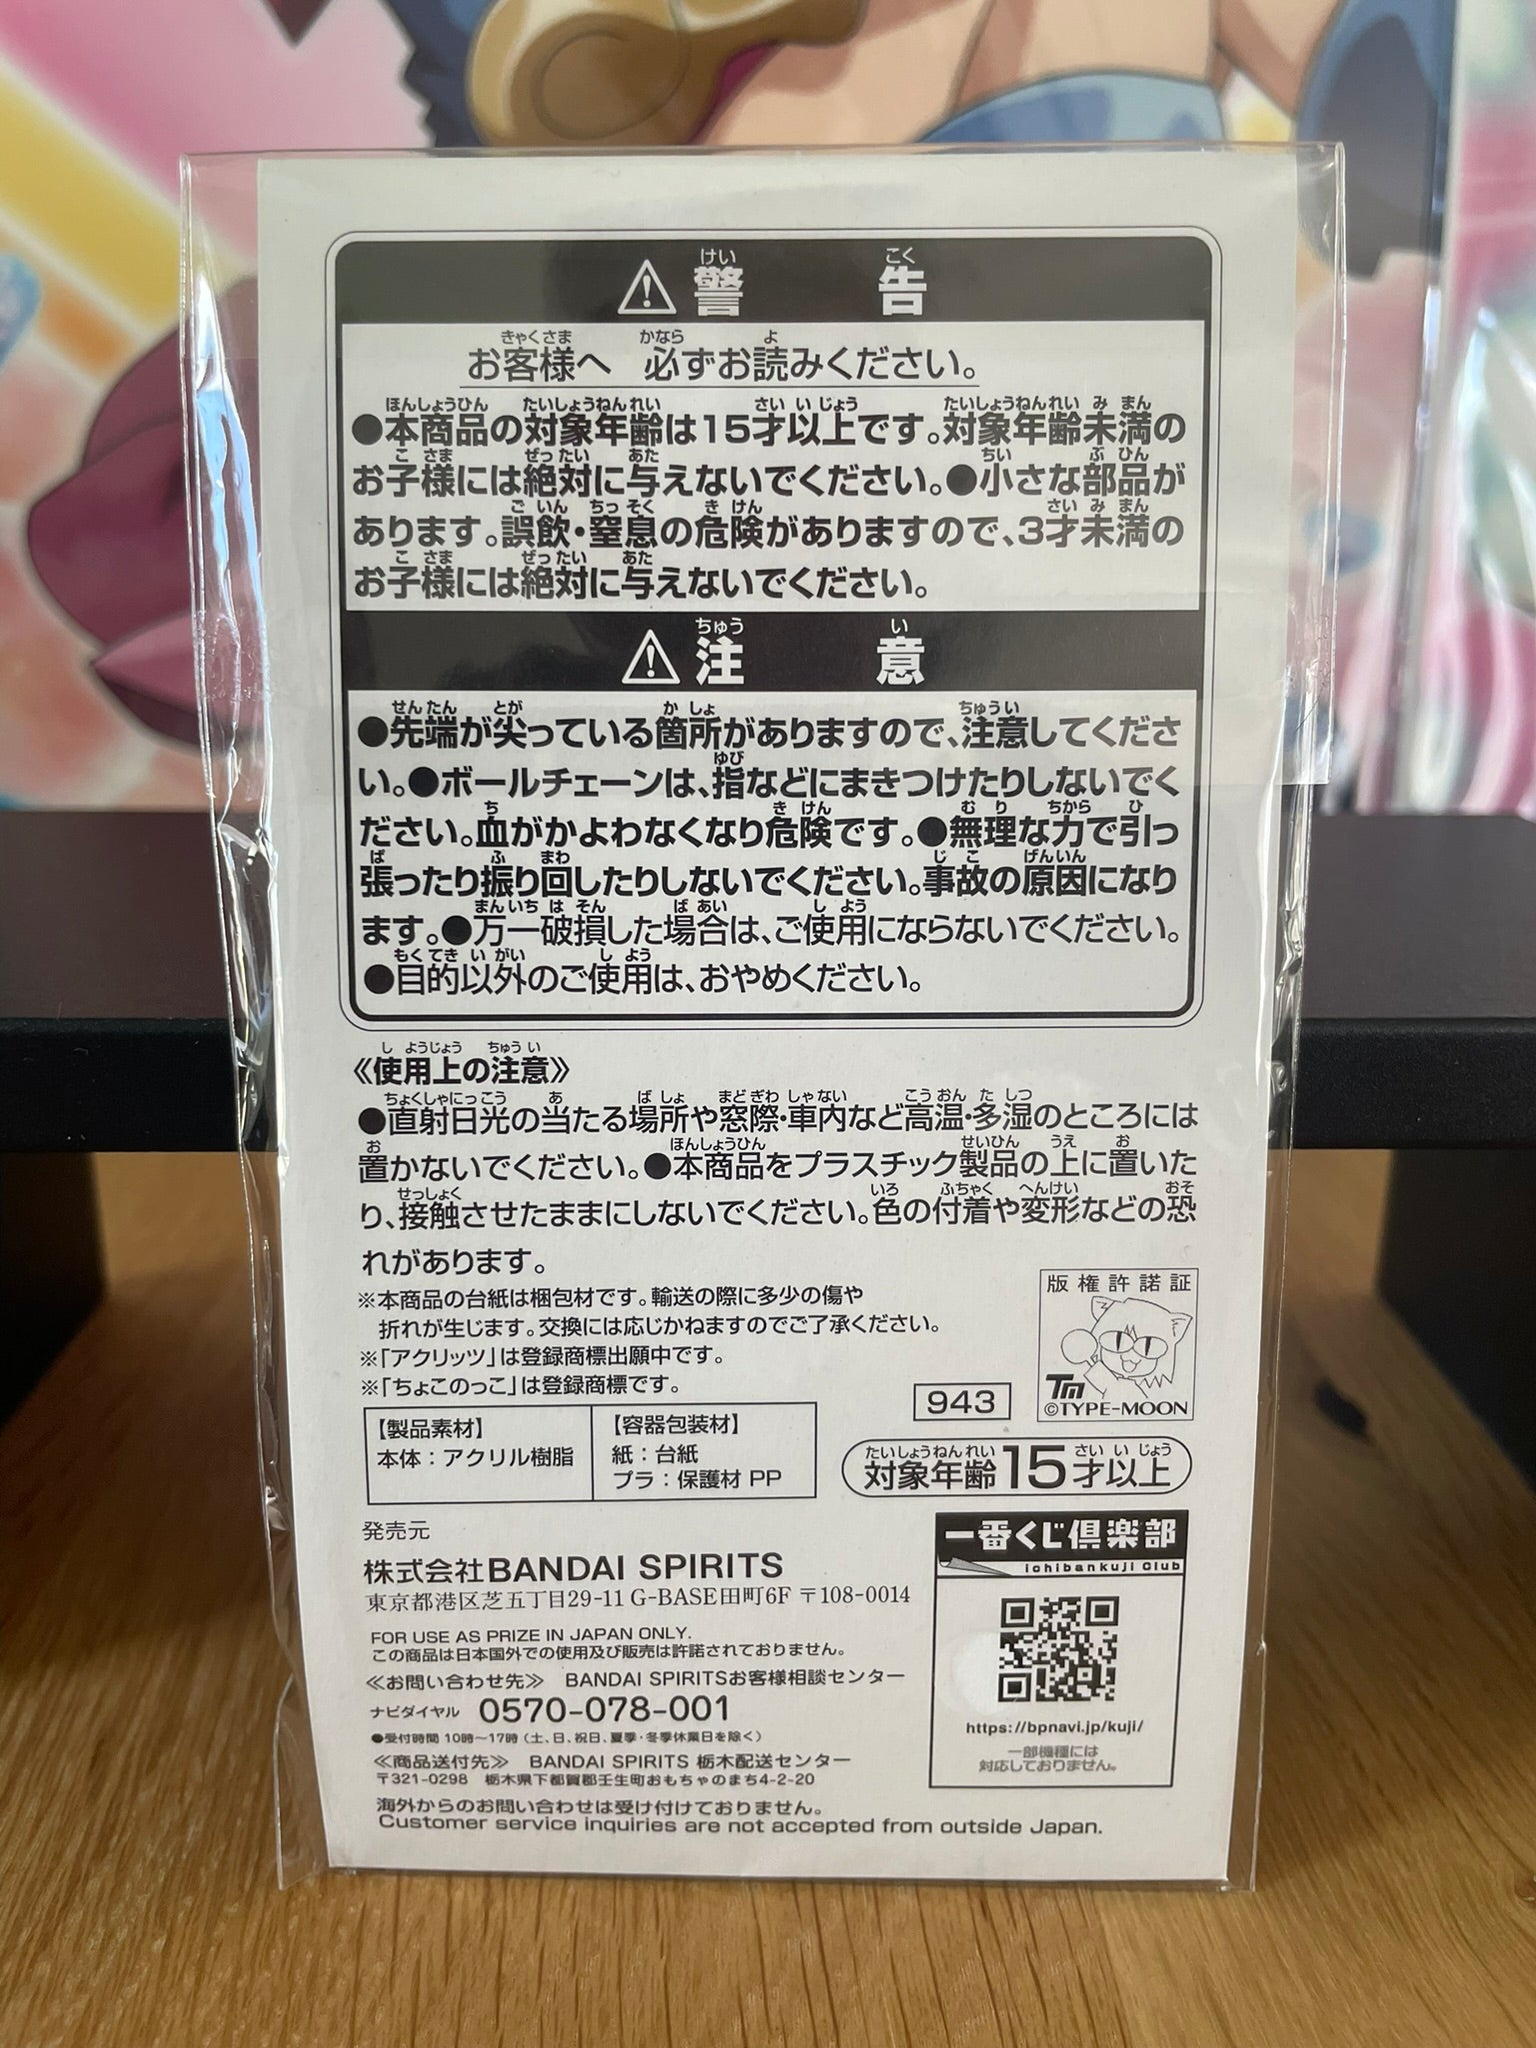 ⚠警告
お客様へ 必ずお読みください。
●本商品の対象年齢は15才以上です。対象年齢未満の
お子様には絶対に与えないでください。●小さな部品が
あります。誤飲・窒息の危険がありますので、3才未満の
お子様には絶対に与えないでください。
⚠注意
●先端が尖っている箇所がありますので、注意してくださ
い。●ボールチェーンは、指などにまきつけたりしないでく
ださい。血がかよわなくなり危険です。●無理な力で引っ
張ったり振り回したりしないでください。事故の原因になり
ます。●万一破損した場合は、ご使用にならないでください。
●目的以外のご使用は、おやめください。
《使用上の注意》
●直射日光の当たる場所や窓際・車内など高温・多湿のところには
置かないでください。●本商品をプラスチック製品の上に置いた
り、接触させたままにしないでください。色の付着や変形などの恐
れがあります。
※本商品の台紙は梱包材です。輸送の際に多少の傷や
折れが生じます。交換には応じかねますのでご了承ください。
※「アクリッツ」は登録商標出願中です。
※「ちょこのっこ」は登録商標です。
版権許諾証
TM
©TYPE-MOON
943
【製品素材】
本体：アクリル樹脂
【容器包装材】
紙：台紙
プラ：保護材 PP
対象年齢15才以上
発売元
株式会社BANDAI SPIRITS
東京都港区芝五丁目29-11 G-BASE田町6F 〒108-0014
FOR USE AS PRIZE IN JAPAN ONLY.
この商品は日本国外での使用及び販売は許諾されておりません。
≪お問い合わせ先≫ BANDAI SPIRITSお客様相談センター
ナビダイヤル 0570-078-001
●受付時間 10時〜17時（土、日、祝日、夏季・冬季休業日を除く）
≪商品送付先≫ BANDAI SPIRITS 栃木配送センター
〒321-0298 栃木県下都賀郡壬生町おもちゃのまち4-2-20
海外からのお問い合わせは受け付けておりません。
Customer service inquiries are not accepted from outside Japan.
一番くじ倶楽部
ichibankuji Club
https://bpnavi.jp/kuji/
一部機種には
対応しておりません。